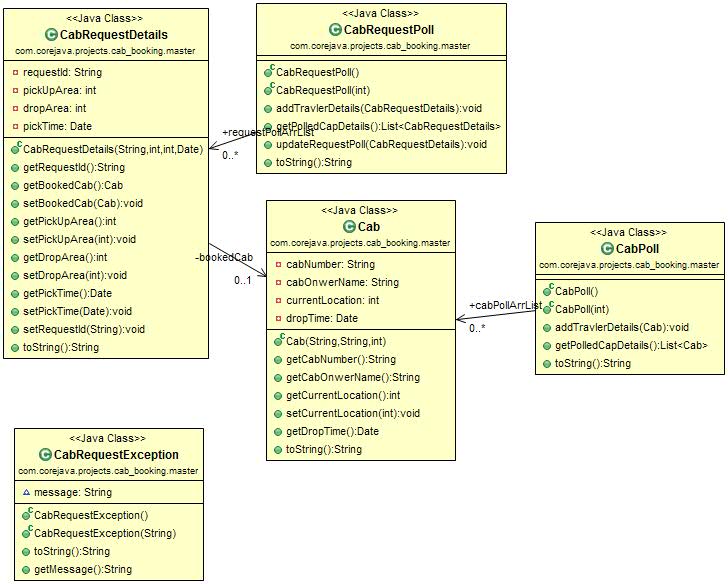 <<Java Class>>
CabRequestDetails
com.corejava.projects.cab_booking.master
requestId: String
pickUpArea: int
dropArea: int
pickTime: Date
CabRequestDetails(String,int,int,Date)
getRequestId():String
getBookedCab():Cab
setBookedCab(Cab):void
getPickUpArea():int
setPickUpArea(int):void
getDropArea():int
setDropArea(int):void
getPickTime():Date
setPickTime(Date):void
setRequestId(String):void
toString():String
<<Java Class>>
CabRequestPoll
com.corejava.projects.cab_booking.master
CabRequestPoll()
CabRequestPoll(int)
addTravlerDetails(CabRequestDetails):void
getPolledCapDetails():List<CabRequestDetails>
updateRequestPoll(CabRequestDetails):void
toString():String
+requestPollArrList
0..*
<<Java Class>>
Cab
com.corejava.projects.cab_booking.master
cabNumber: String
cabOnwerName: String
currentLocation: int
dropTime: Date
Cab(String,String,int)
getCabNumber():String
getCabOnwerName():String
getCurrentLocation():int
setCurrentLocation(int):void
getDropTime():Date
toString():String
-bookedCab
0..1
<<Java Class>>
CabPoll
com.corejava.projects.cab_booking.master
CabPoll()
CabPoll(int)
addTravlerDetails(Cab):void
getPolledCapDetails():List<Cab>
toString():String
+cabPollArrList
0..*
<<Java Class>>
CabRequestException
com.corejava.projects.cab_booking.master
message: String
CabRequestException()
CabRequestException(String)
toString():String
getMessage():String